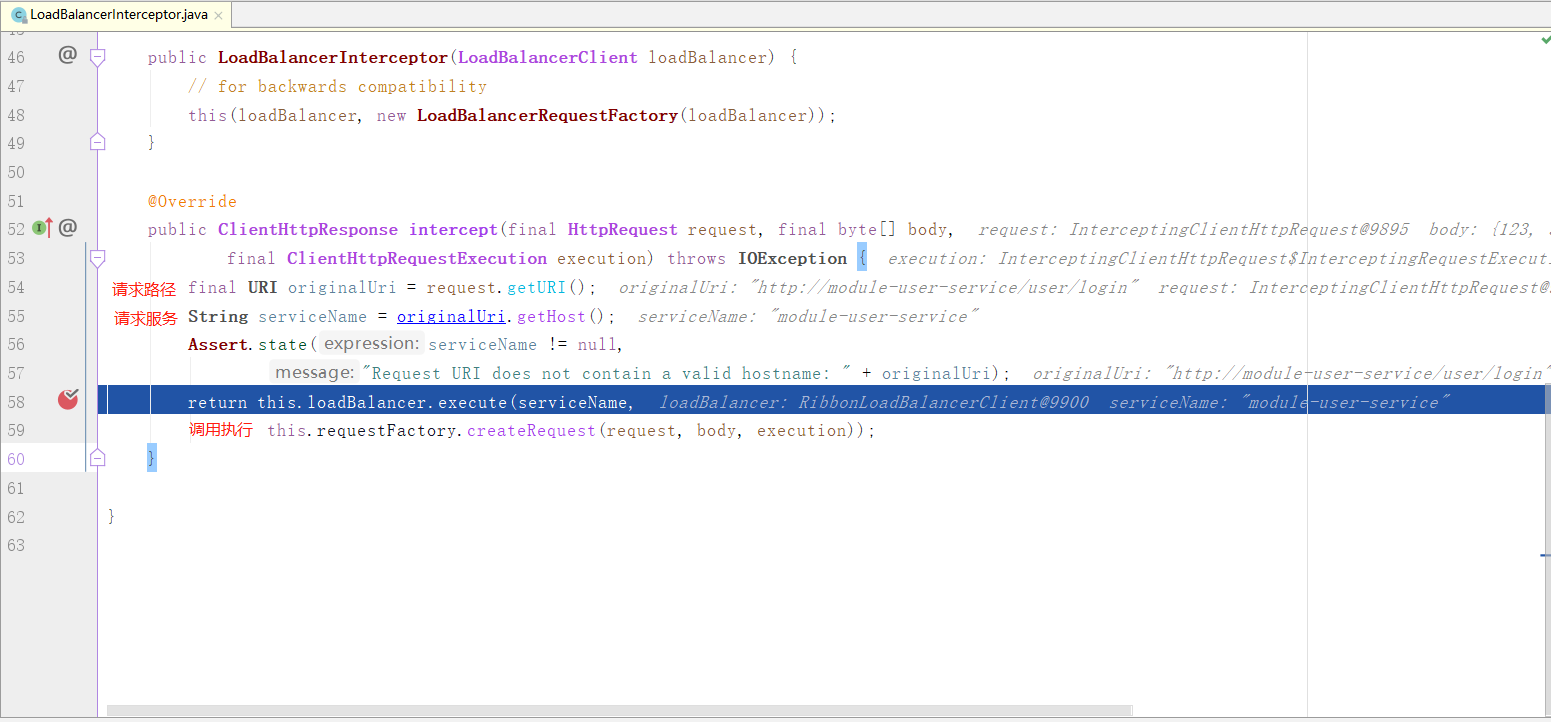 LoadBalancerInterceptor.java
46 @ public LoadBalancerInterceptor(LoadBalancerClient loadBalancer) {
47 // for backwards compatibility
48 this(loadBalancer, new LoadBalancerRequestFactory(loadBalancer));
49 }
50
51 @Override
52 @ public ClientHttpResponse intercept(final HttpRequest request, final byte[] body, request: InterceptingClientHttpRequest@9895 body: {123,
53 final ClientHttpRequestExecution execution) throws IOException { execution: InterceptingClientHttpRequest$InterceptingRequestExecuti
54 请求路径 final URI originalUri = request.getURI(); originalUri: "http://module-user-service/user/login" request: InterceptingClientHttpRequest@
55 请求服务 String serviceName = originalUri.getHost(); serviceName: "module-user-service"
56 Assert.state( expression: serviceName != null,
57 message: "Request URI does not contain a valid hostname: " + originalUri); originalUri: "http://module-user-service/user/login"
58 return this.loadBalancer.execute(serviceName, loadBalancer: RibbonLoadBalancerClient@9900 serviceName: "module-user-service"
59 调用执行 this.requestFactory.createRequest(request, body, execution));
60 }
61
62 }
63